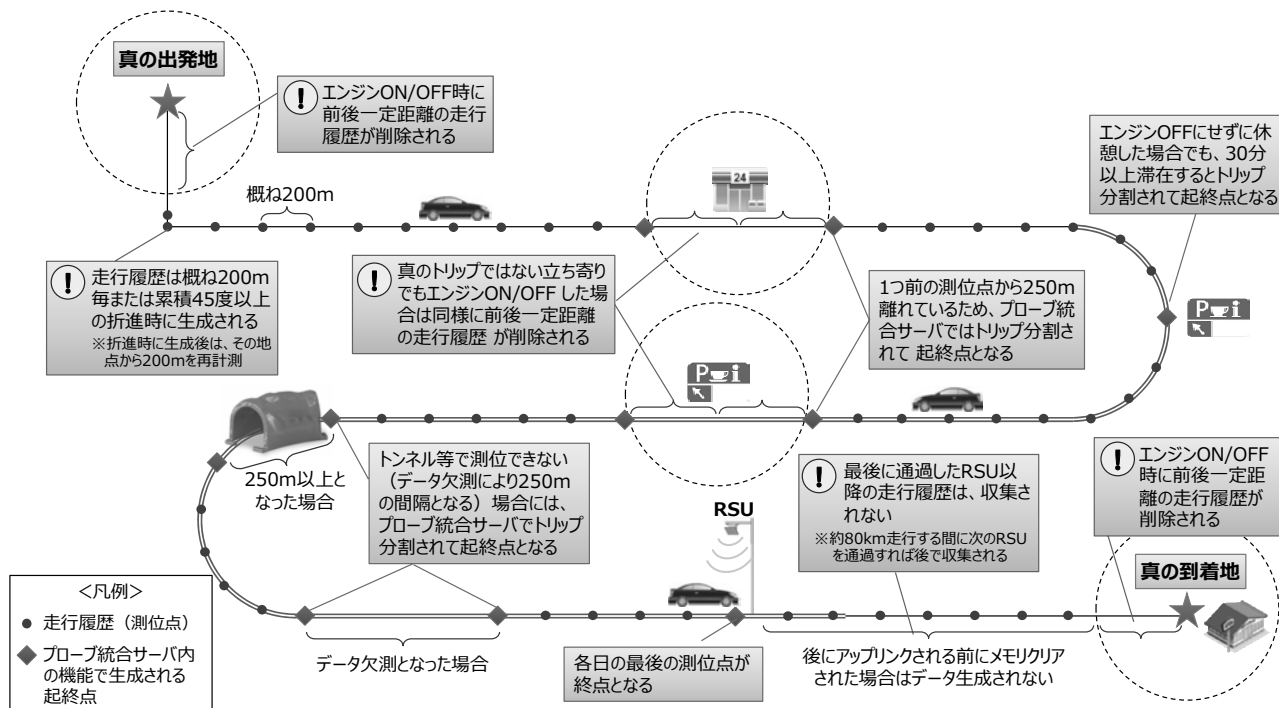 真の出発地
! エンジンON/OFF時に
前後一定距離の走行
履歴が削除される
概ね200m
24
エンジンOFFにせずに休
憩した場合でも、30分
以上滞在するとトリップ
分割されて起終点となる
! 走行履歴は概ね200m
毎または累積45度以上
の折進時に生成される
※折進時に生成後は、その地
点から200mを再計測
! 真のトリップではない立ち寄り
でもエンジンON/OFF した場
合は同様に前後一定距離
の走行履歴 が削除される
1つ前の測位点から250m
離れているため、プローブ統
合サーバではトリップ分割さ
れて 起終点となる
P i
P i
250m以上と
なった場合
トンネル等で測位できない
(データ欠測により250m
の間隔となる)場合には、
プローブ統合サーバでトリップ
分割されて起終点となる
RSU
! 最後に通過したRSU以
降の走行履歴は、収集さ
れない
※約80km走行する間に次のRSU
を通過すれば後で収集される
! エンジンON/OFF
時に前後一定距
離の走行履歴が
削除される
真の到着地
<凡例>
走行履歴(測位点)
プローブ統合サーバ内
の機能で生成される
起終点
データ欠測となった場合
各日の最後の測位点が
終点となる
後にアップリンクされる前にメモリクリア
された場合はデータ生成されない